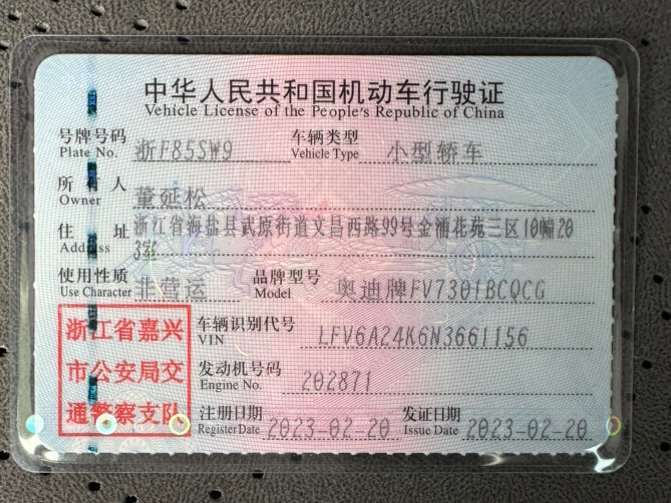 中华人民共和国机动车行驶证
Vehicle License of the People's Republic of China
号牌号码 浙F85SW9 车辆类型 小型轿车
Plate No. Vehicle Type
所有人 董延松
Owner
住址 浙江省海盐县武原街道文昌西路99号金涌花苑三区10幢20
Address 3室
使用性质 非营运 品牌型号 奥迪牌FV7301BCQCG
Use Character Model
浙江省嘉兴
市公安局交
通警察支队
车辆识别代号 LFV6A24K6N3661156
VIN
发动机号码 202871
Engine No.
注册日期 2023-02-20 发证日期 2023-02-20
Register Date Issue Date